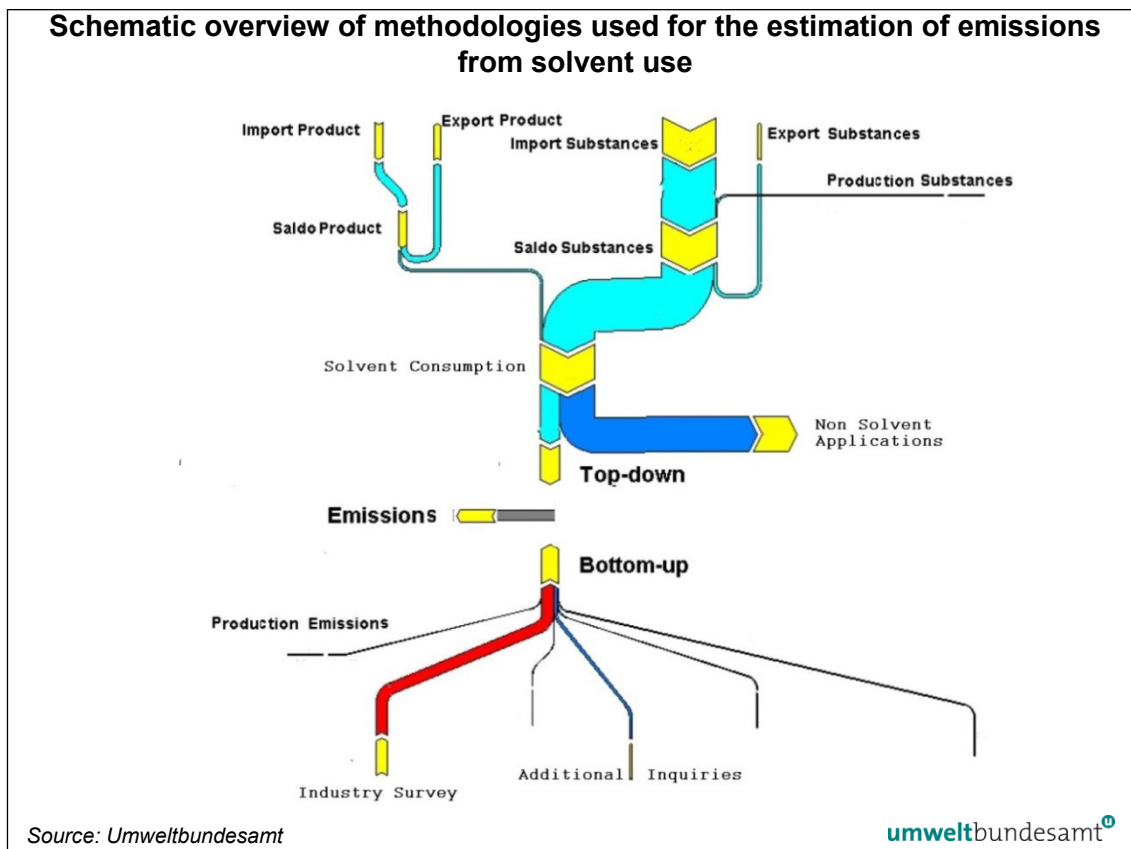 Schematic overview of methodologies used for the estimation of emissions
from solvent use
Import Product
Export Product
Import Substances
Export Substances
Production Substances
Saldo Product
Saldo Substances
Solvent Consumption
Non Solvent
Applications
Top-down
Emissions
Bottom-up
Production Emissions
Additional Inquiries
Industry Survey
Source: Umweltbundesamt
umweltbundesamt u